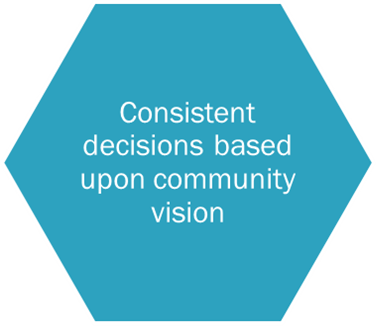 Consistent
decisions based
upon community
vision